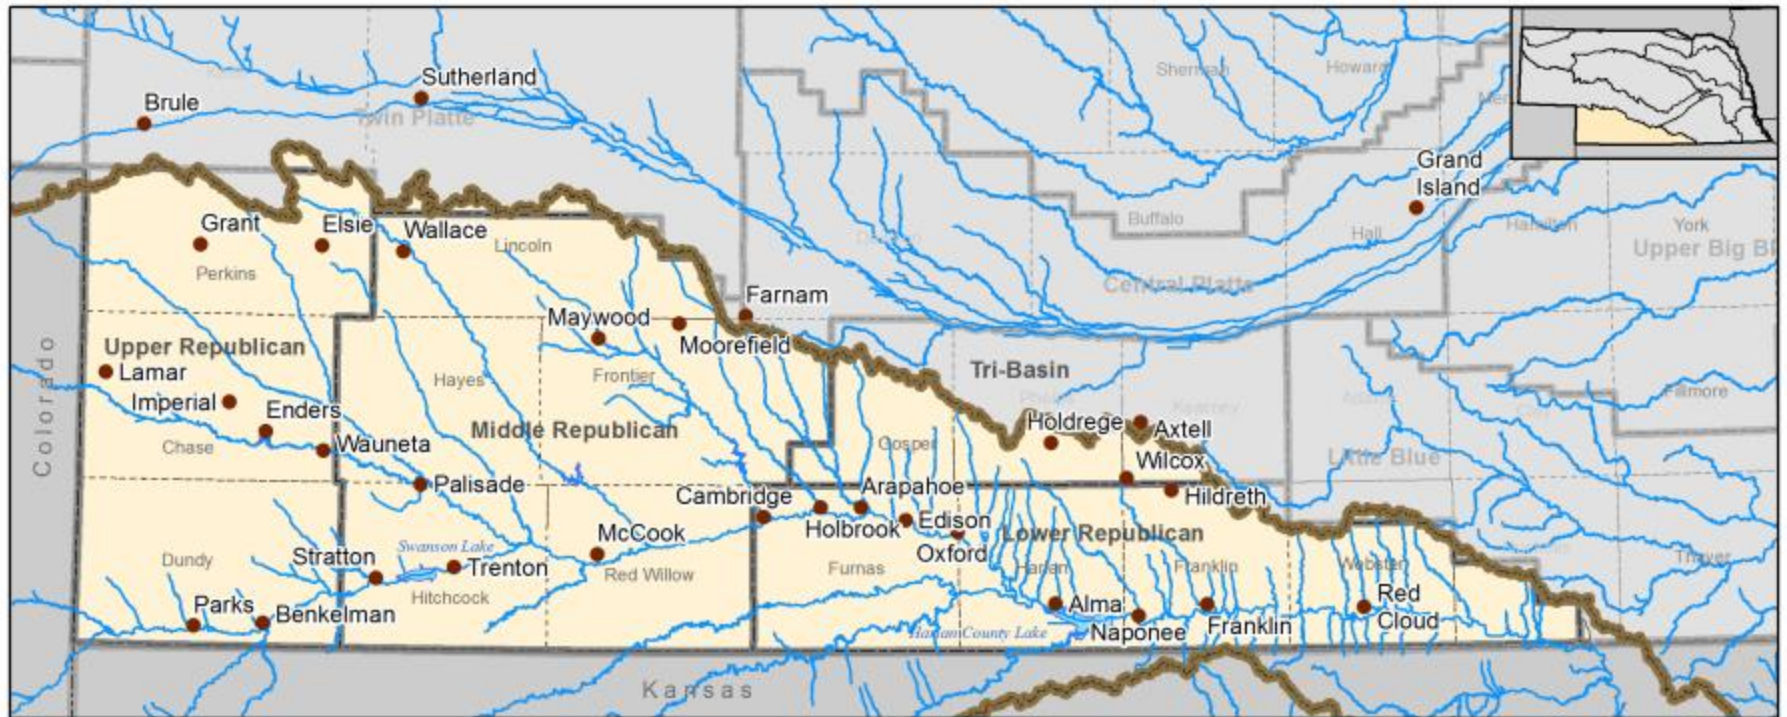 Sutherland
Brule
Twin Platte
Sherman
Howard
Grand
Island
Buffalo
Hall
Hamilton
York
Central Platte
Grant
Elsie
Wallace
Lincoln
Perkins
Farnam
Maywood
Moorefield
Upper Republican
Lamar
Imperial
Enders
Hayes
Frontier
Middle Republican
Chase
Wauneta
Palisade
Tri-Basin
Phelps
Kearney
Adams
Clay
Fillmore
Holdrege
Axtell
Gosper
Wilcox
Little Blue
Hildreth
Colorado
Cambridge
Arapahoe
Holbrook
Edison
Oxford
Lower Republican
McCook
Swanson Lake
Stratton
Trenton
Dundy
Hitchcock
Red Willow
Furnas
Harlan
Franklin
Webster
Thayer
Parks
Benkelman
Alma
Naponee
Franklin
Red
Cloud
Harlan County Lake
Kansas